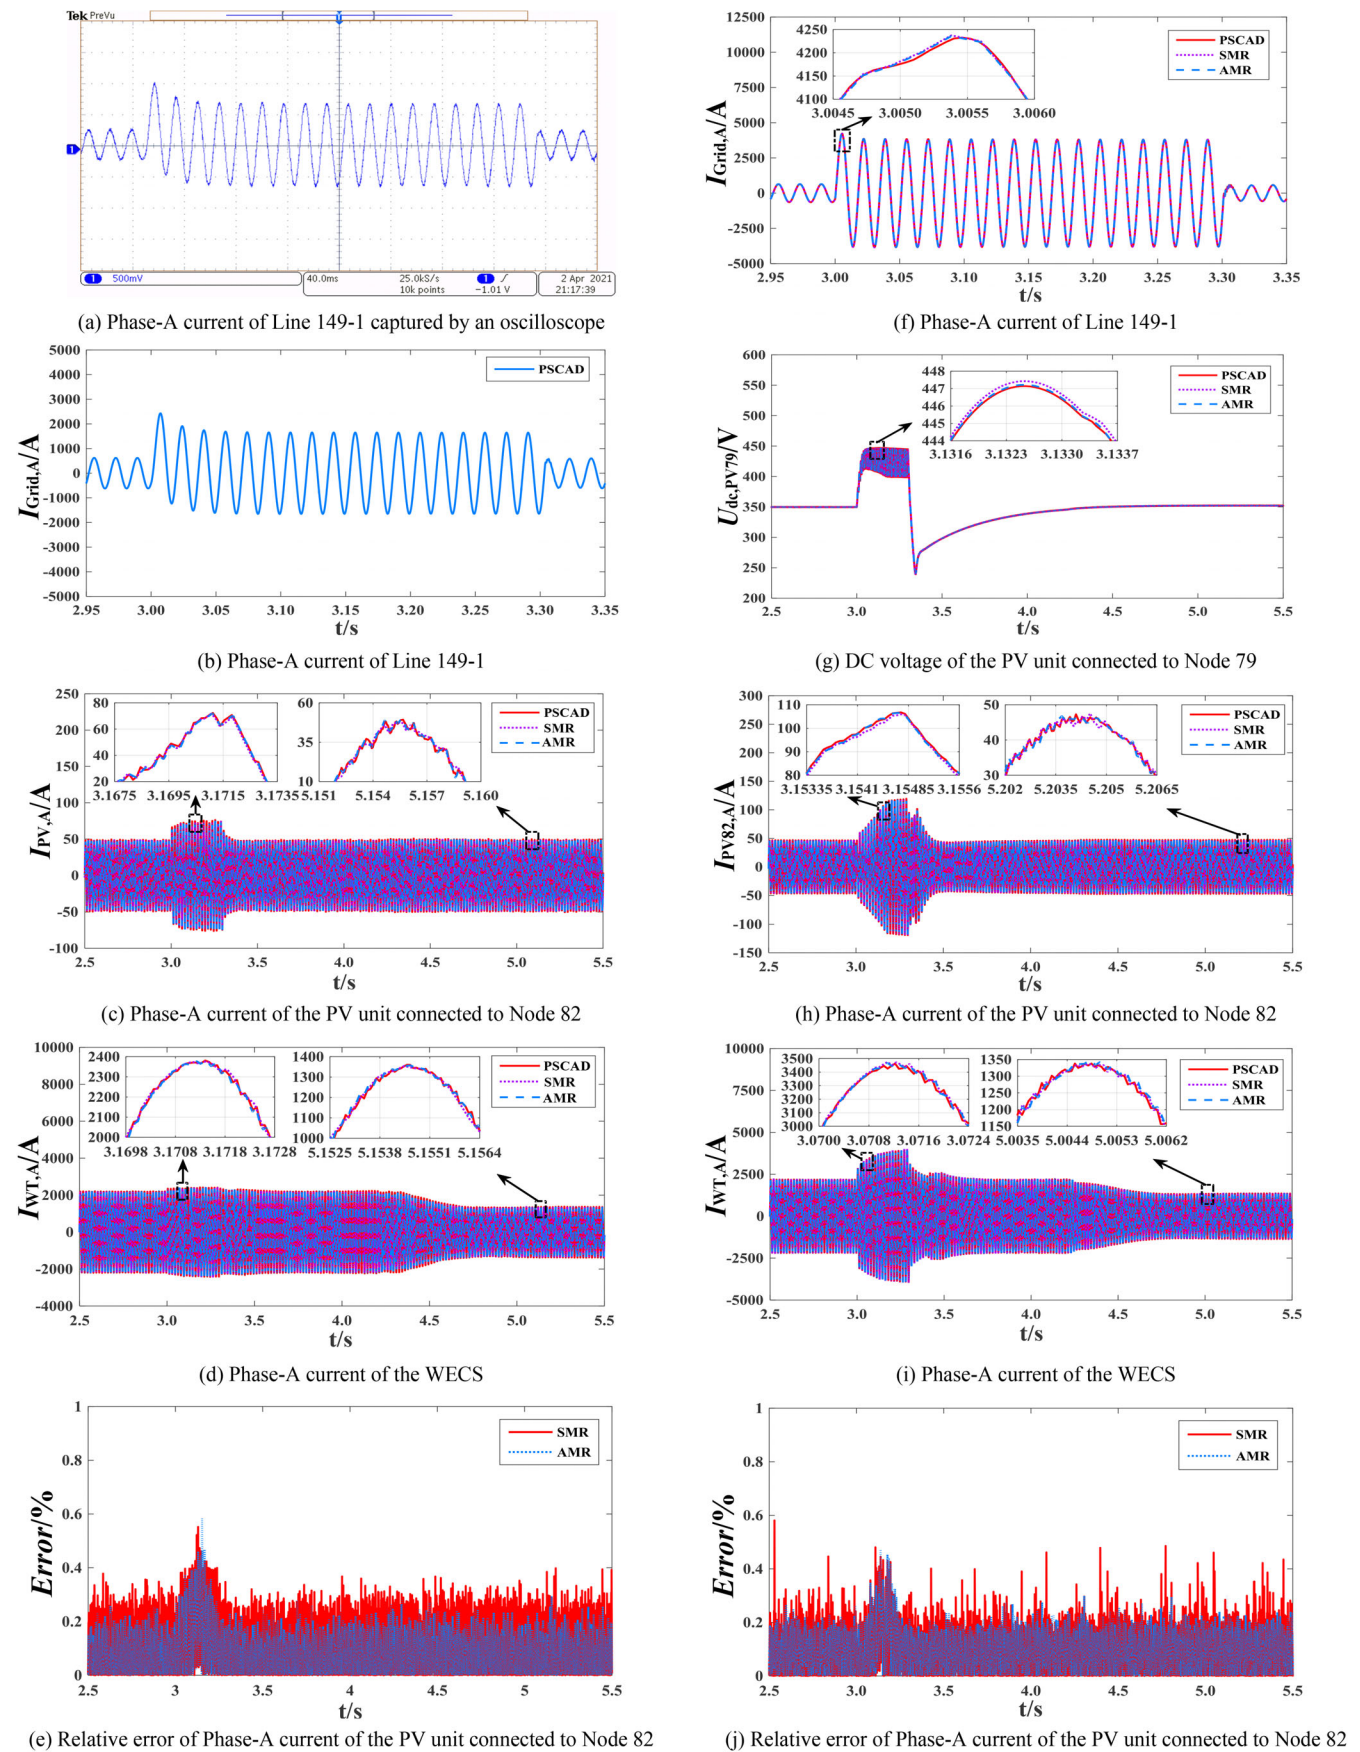 Tek PreVu
1
500mV
40.0ms
25.0kS/s
10k points
1
−1.01 V
2 Apr 2021
21:17:39
(a) Phase-A current of Line 149-1 captured by an oscilloscope
5000
4000
3000
2000
1000
0
-1000
-2000
-3000
-4000
-5000
IGrid,A/A
PSCAD
2.95 3.00 3.05 3.10 3.15 3.20 3.25 3.30 3.35
t/s
(b) Phase-A current of Line 149-1
250
200
150
100
50
0
-50
-100
IPV,A/A
80
60
40
20
3.1675 3.1695 3.1715 3.1735
60
45
30
10
5.151 5.154 5.157 5.160
PSCAD
SMR
AMR
2.5 3.0 3.5 4.0 4.5 5.0 5.5
t/s
(c) Phase-A current of the PV unit connected to Node 82
10000
8000
6000
4000
2000
0
-2000
-4000
IWT,A/A
2400
2300
2200
2100
2000
3.1698 3.1708 3.1718 3.1728
1400
1300
1200
1100
1000
5.1525 5.1538 5.1551 5.1564
PSCAD
SMR
AMR
2.5 3.0 3.5 4.0 4.5 5.0 5.5
t/s
(d) Phase-A current of the WECS
1
0.8
0.6
0.4
0.2
0
Error/%
SMR
AMR
2.5 3 3.5 4 4.5 5 5.5
t/s
(e) Relative error of Phase-A current of the PV unit connected to Node 82
12500
10000
7500
5000
2500
0
-2500
-5000
IGrid,A/A
4250
4200
4150
4100
3.0045 3.0050 3.0055 3.0060
PSCAD
SMR
AMR
2.95 3.00 3.05 3.10 3.15 3.20 3.25 3.30 3.35
t/s
(f) Phase-A current of Line 149-1
600
550
500
450
400
350
300
250
200
Udc,PV79/V
448
447
446
445
444
3.1316 3.1323 3.1330 3.1337
PSCAD
SMR
AMR
2.5 3.0 3.5 4.0 4.5 5.0 5.5
t/s
(g) DC voltage of the PV unit connected to Node 79
300
250
200
150
100
50
0
-50
-100
-150
IPV82,A/A
110
100
90
80
3.15335 3.1541 3.15485 3.1556
50
40
30
5.202 5.2035 5.205 5.2065
PSCAD
SMR
AMR
2.5 3.0 3.5 4.0 4.5 5.0 5.5
t/s
(h) Phase-A current of the PV unit connected to Node 82
10000
7500
5000
2500
0
-2500
-5000
IWT,A/A
3500
3400
3300
3200
3100
3000
3.0700 3.0708 3.0716 3.0724
1350
1300
1250
1200
1150
5.0035 5.0044 5.0053 5.0062
PSCAD
SMR
AMR
2.5 3.0 3.5 4.0 4.5 5.0 5.5
t/s
(i) Phase-A current of the WECS
1
0.8
0.6
0.4
0.2
0
Error/%
SMR
AMR
2.5 3 3.5 4 4.5 5 5.5
t/s
(j) Relative error of Phase-A current of the PV unit connected to Node 82